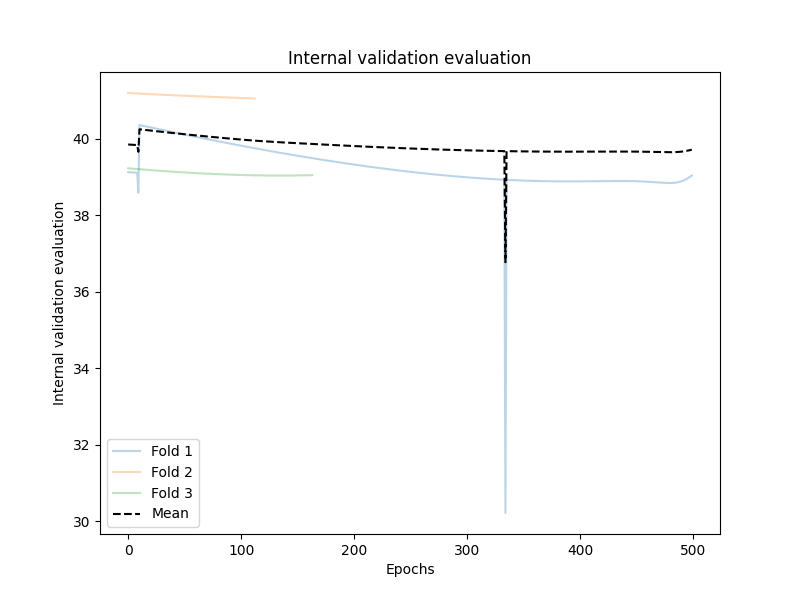 Internal validation evaluation
Internal validation evaluation
40
38
36
34
32
30
Fold 1
Fold 2
Fold 3
Mean
0 100 200 300 400 500
Epochs